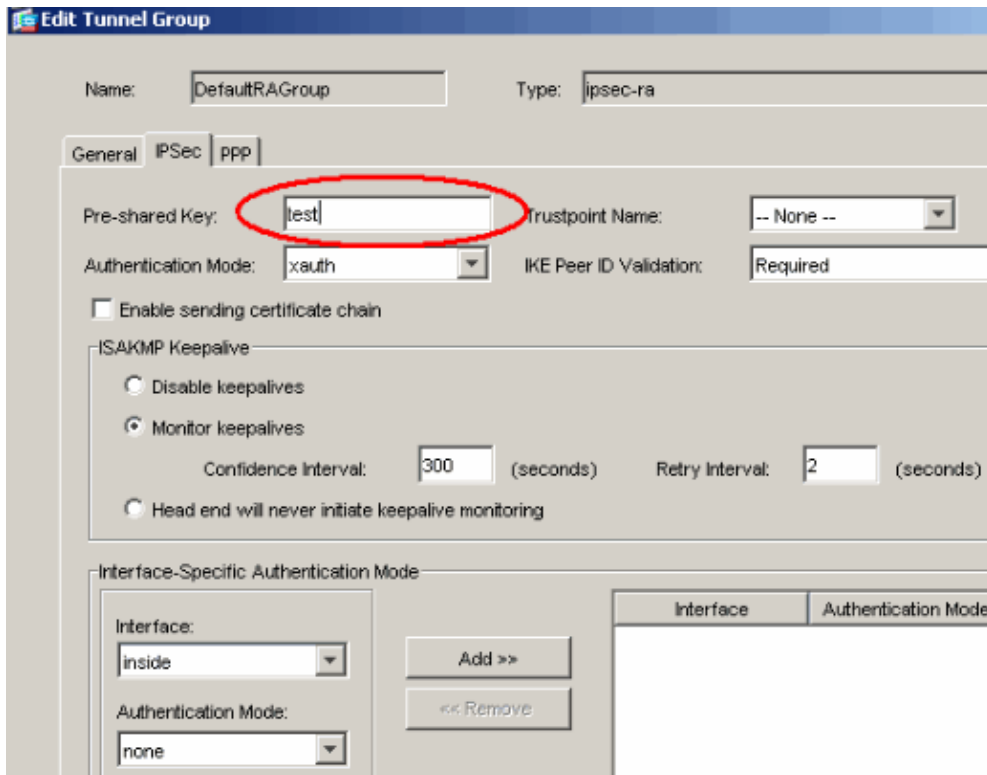 Edit Tunnel Group
Name: DefaultRAGroup Type: ipsec-ra
General IPSec PPP
Pre-shared Key: test Trustpoint Name: -- None --
Authentication Mode: xauth IKE Peer ID Validation: Required
Enable sending certificate chain
ISAKMP Keepalive
Disable keepalives
Monitor keepalives
Confidence Interval: 300 (seconds) Retry Interval: 2 (seconds)
Head end will never initiate keepalive monitoring
Interface-Specific Authentication Mode
Interface Authentication Mode
Interface:
inside Add >>
<< Remove
Authentication Mode:
none